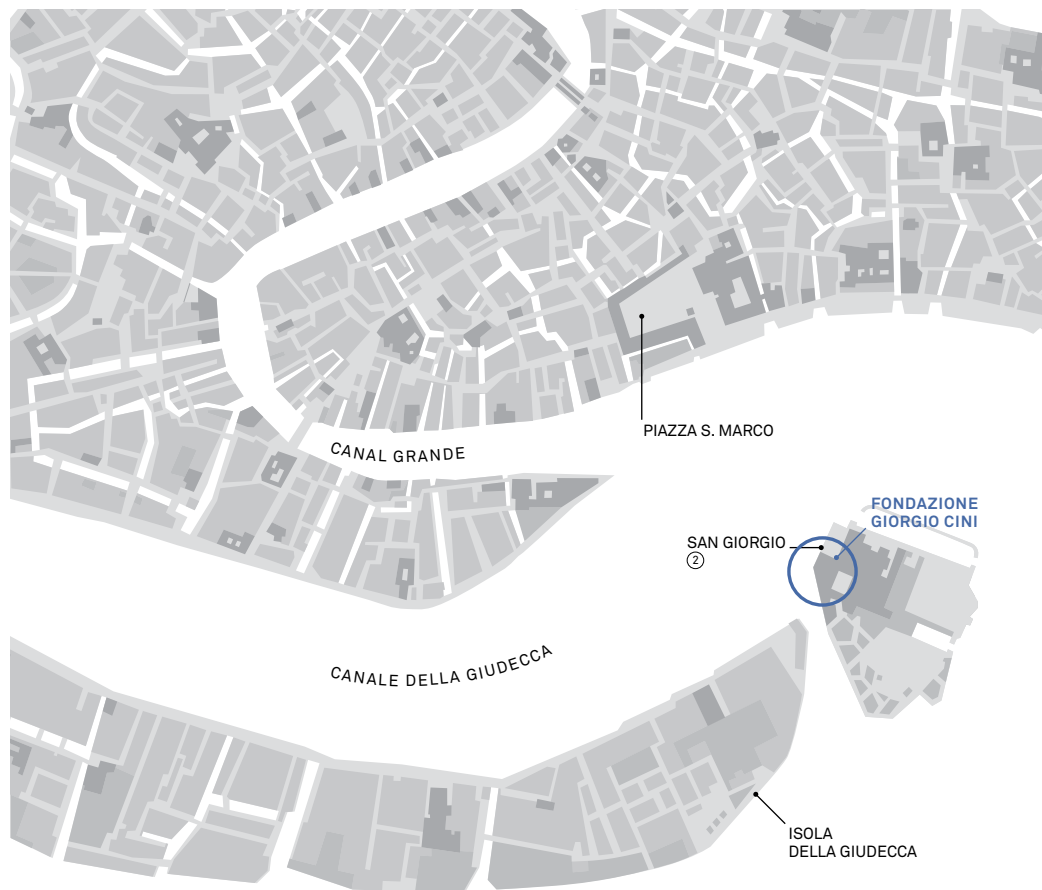 PIAZZA S. MARCO
CANAL GRANDE
FONDAZIONE
GIORGIO CINI
SAN GIORGIO
2
CANALE DELLA GIUDECCA
ISOLA
DELLA GIUDECCA